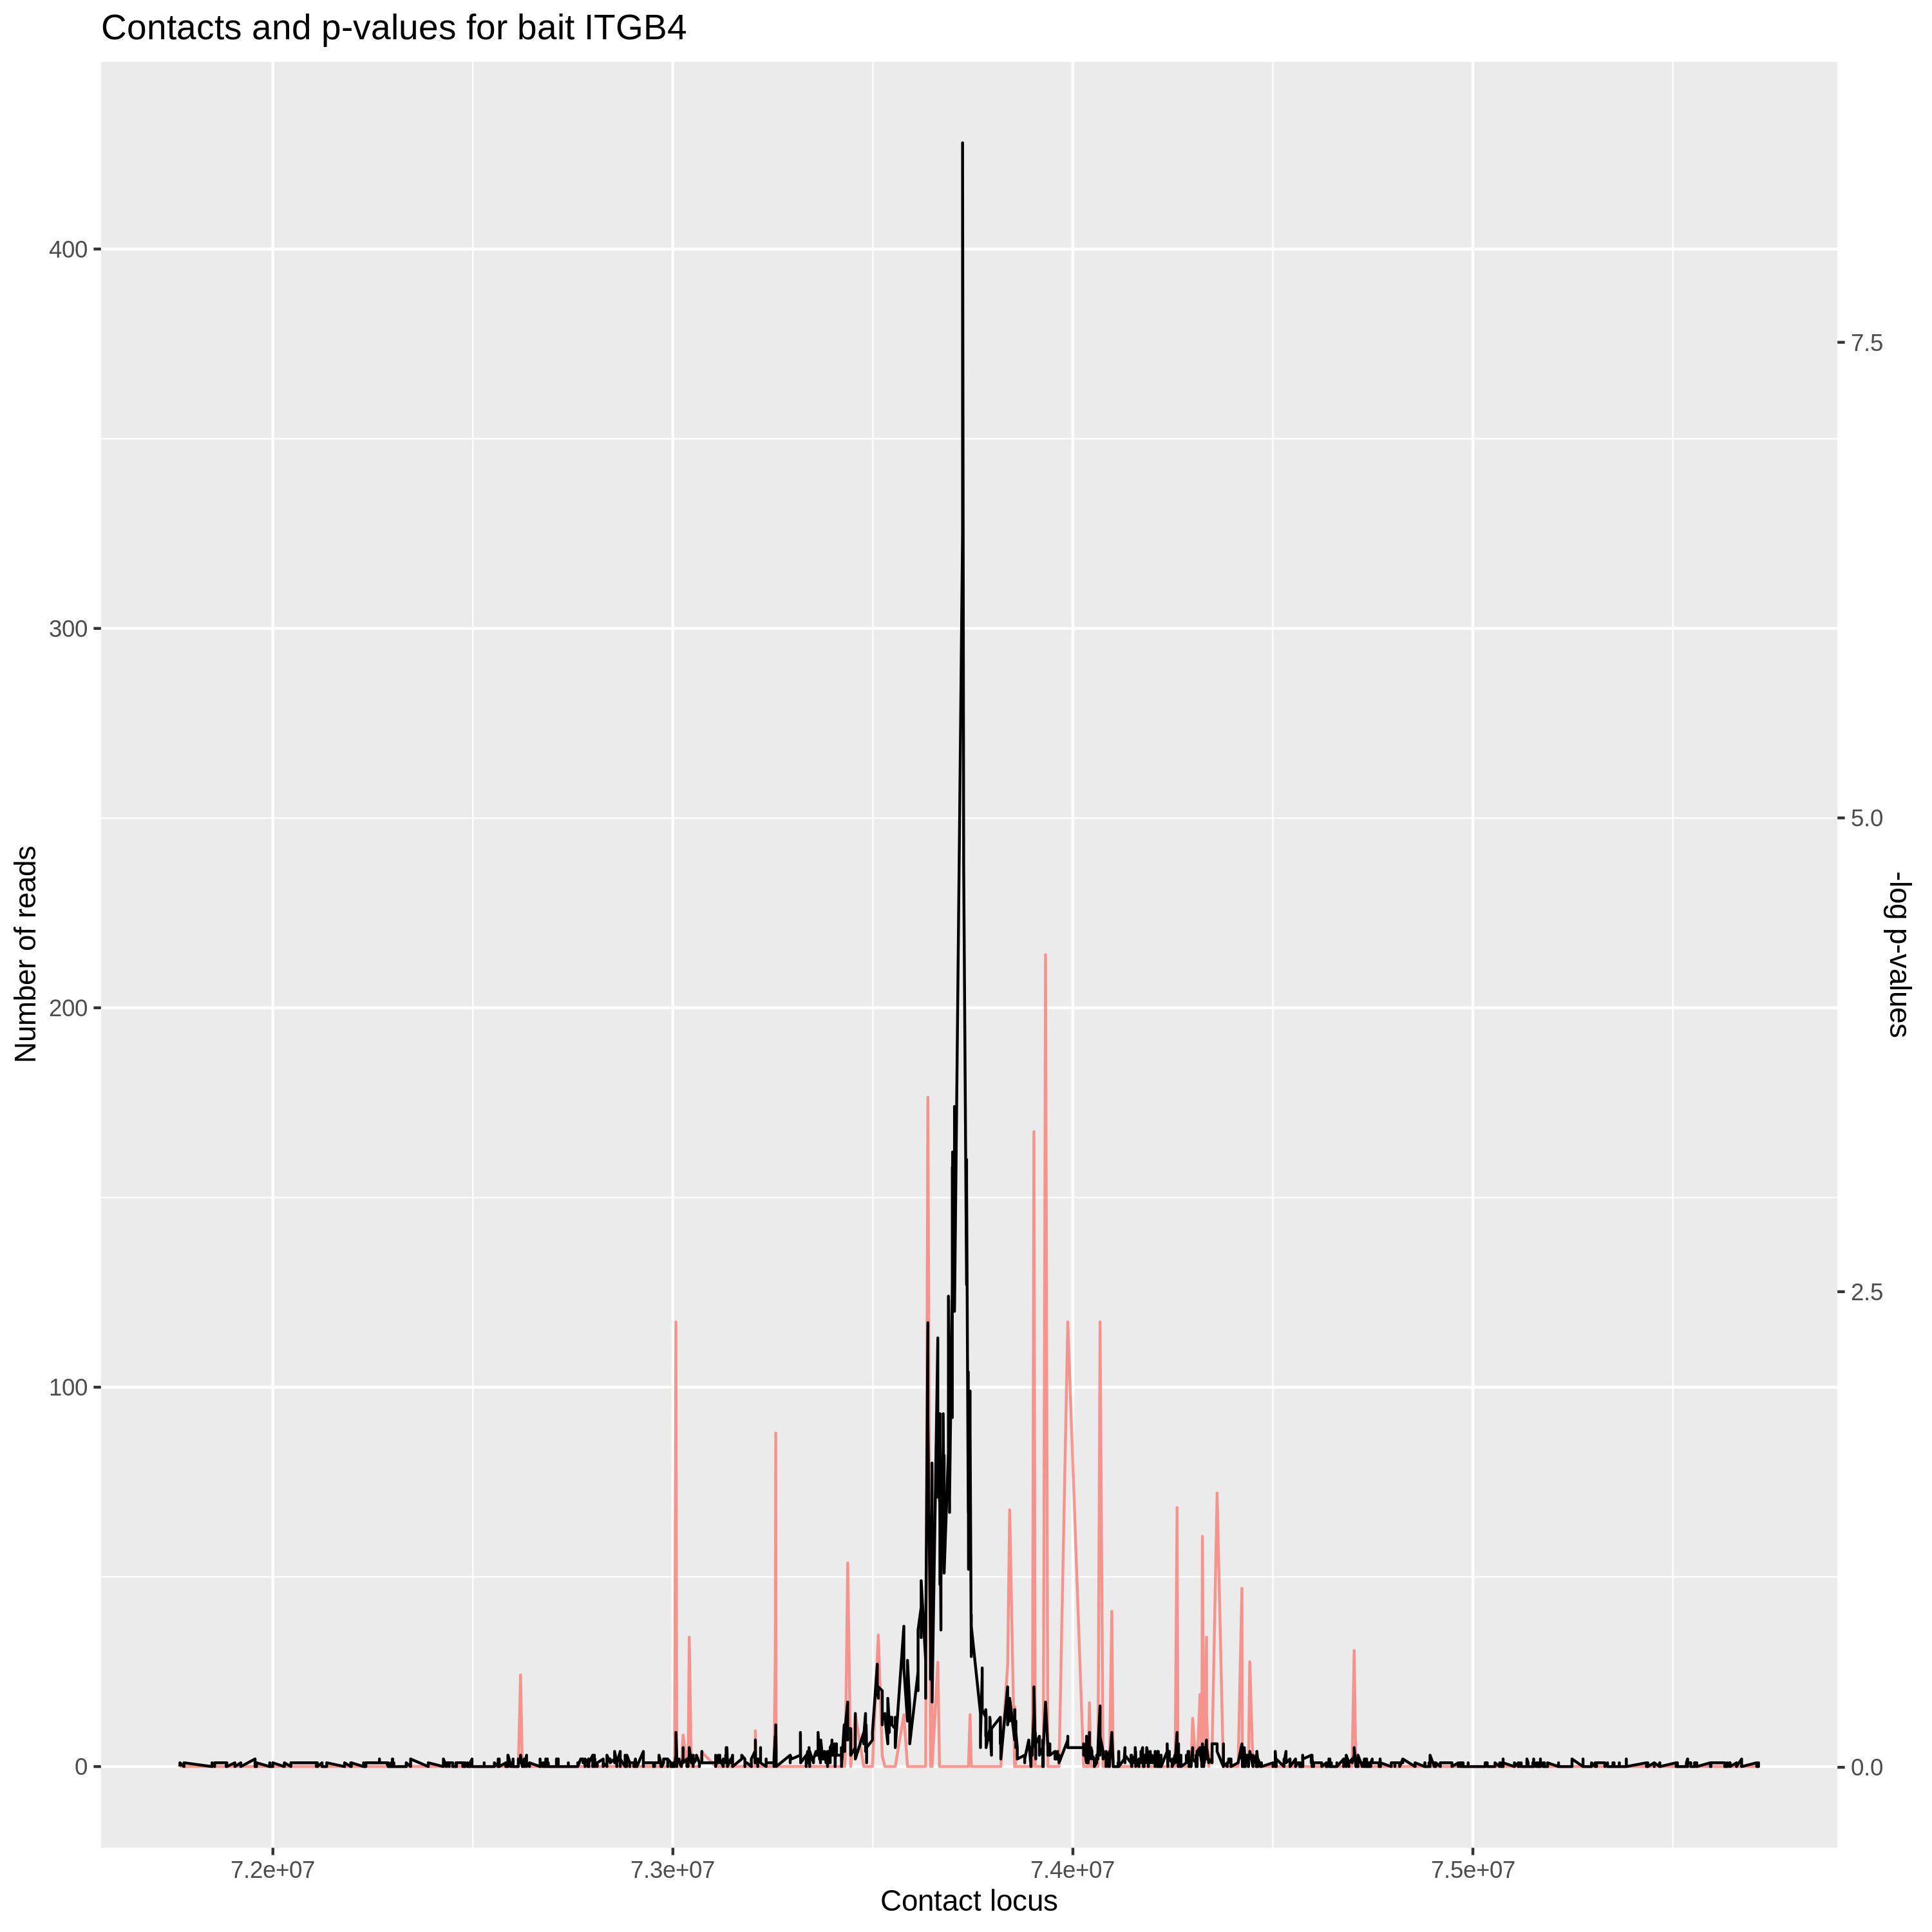 Contacts and p-values for bait ITGB4
400
300
200
100
0
Number of reads
7.5
5.0
2.5
0.0
-log p-values
7.2e+07
7.3e+07
7.4e+07
7.5e+07
Contact locus